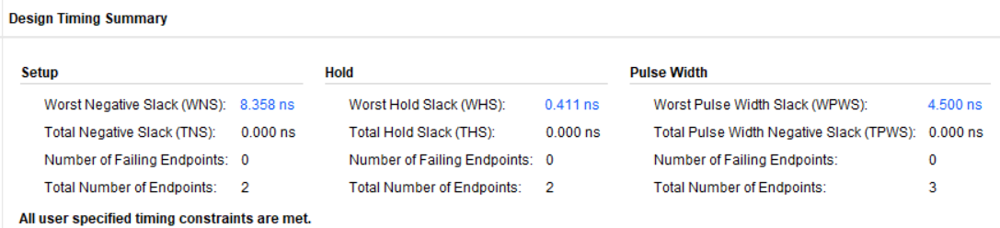 Design Timing Summary
Setup Hold Pulse Width
Worst Negative Slack (WNS): 8.358 ns Worst Hold Slack (WHS): 0.411 ns Worst Pulse Width Slack (WPWS): 4.500 ns
Total Negative Slack (TNS): 0.000 ns Total Hold Slack (THS): 0.000 ns Total Pulse Width Negative Slack (TPWS): 0.000 ns
Number of Failing Endpoints: 0 Number of Failing Endpoints: 0 Number of Failing Endpoints: 0
Total Number of Endpoints: 2 Total Number of Endpoints: 2 Total Number of Endpoints: 3
All user specified timing constraints are met.